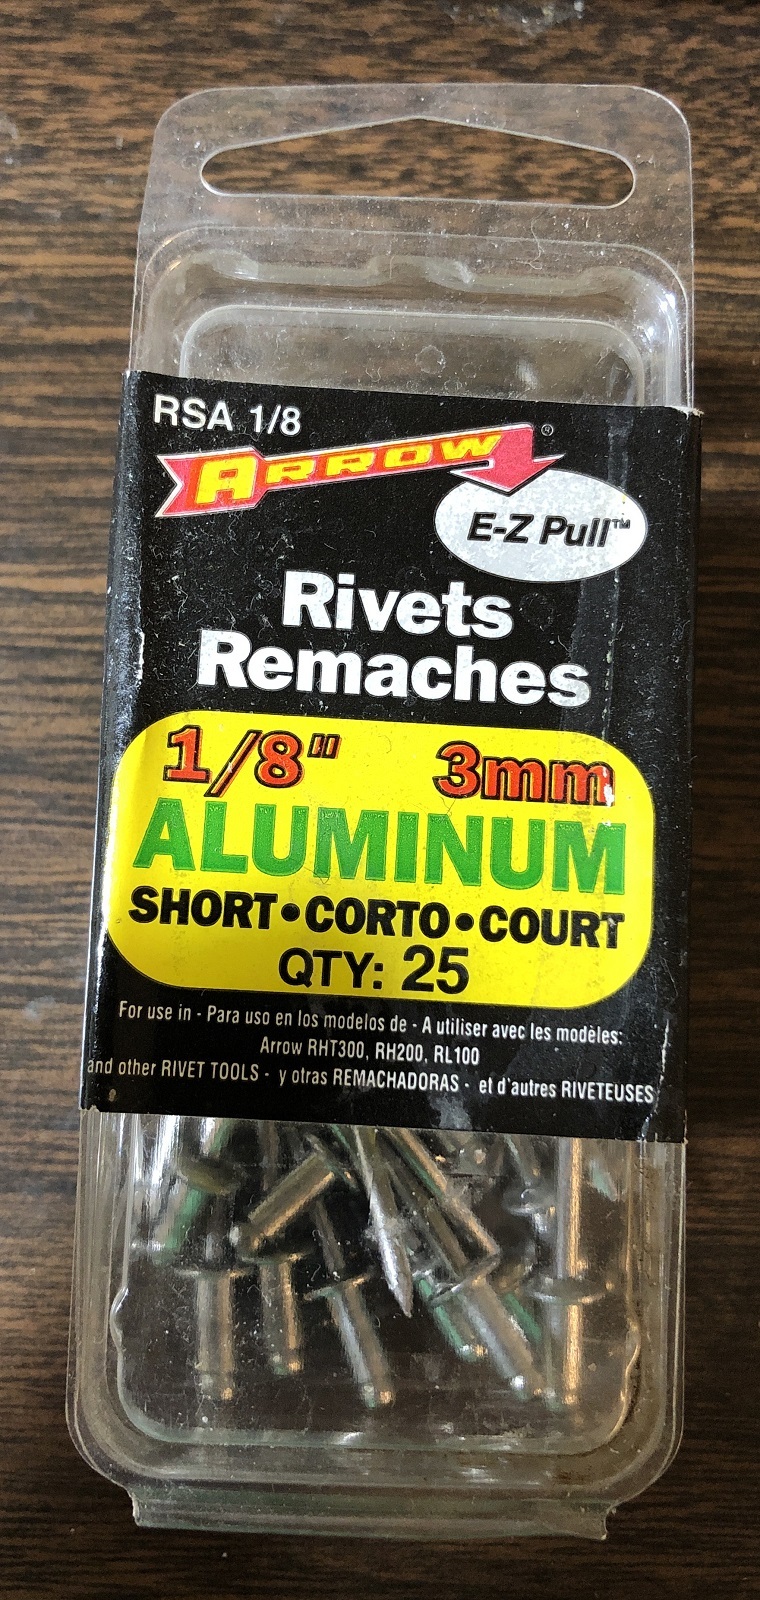 RSA 1/8
ARROW®
E-Z Pull™
Rivets
Remaches
1/8" 3mm
ALUMINUM
SHORT•CORTO•COURT
QTY: 25
For use in - Para uso en los modelos de - A utiliser avec les modèles:
Arrow RHT300, RH200, RL100
and other RIVET TOOLS - y otras REMACHADORAS - et d'autres RIVETEUSES